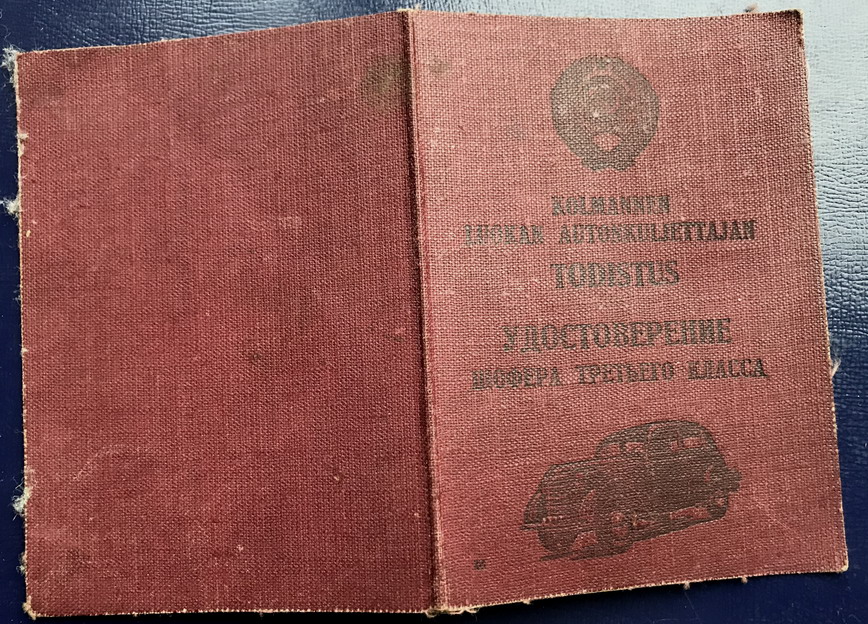 KOLMANNEN
LUOKAN AUTONKULJETTAJAN
TODISTUS
УДОСТОВЕРЕНИЕ
ШОФЕРА ТРЕТЬЕГО КЛАССА